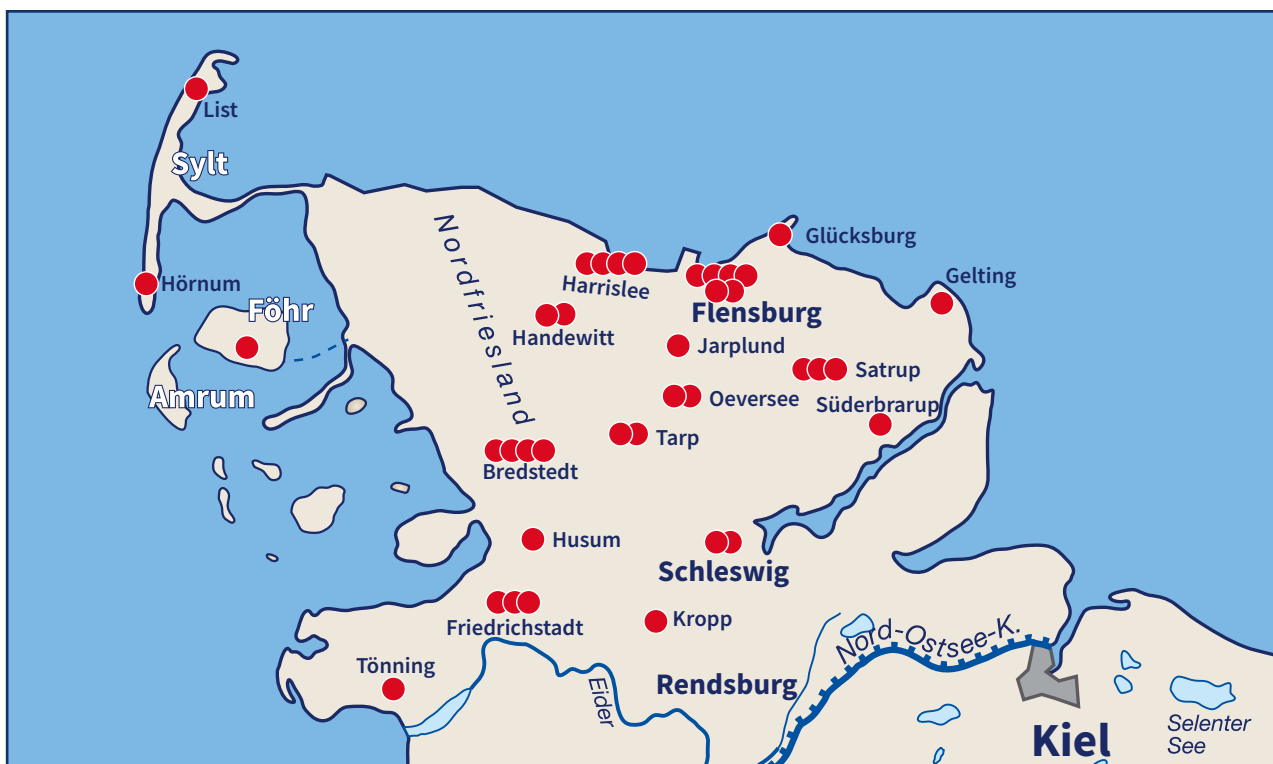 List
Sylt
Nordfriesland
Glücksburg
Hörnum
Harrislee
Gelting
Föhr
Flensburg
Handewitt
Jarplund
Satrup
Amrum
Oeversee
Süderbrarup
Tarp
Bredstedt
Husum
Schleswig
Friedrichstadt
Kropp
Nord-Ostsee-K.
Tönning
Eider
Rendsburg
Kiel
Selenter
See